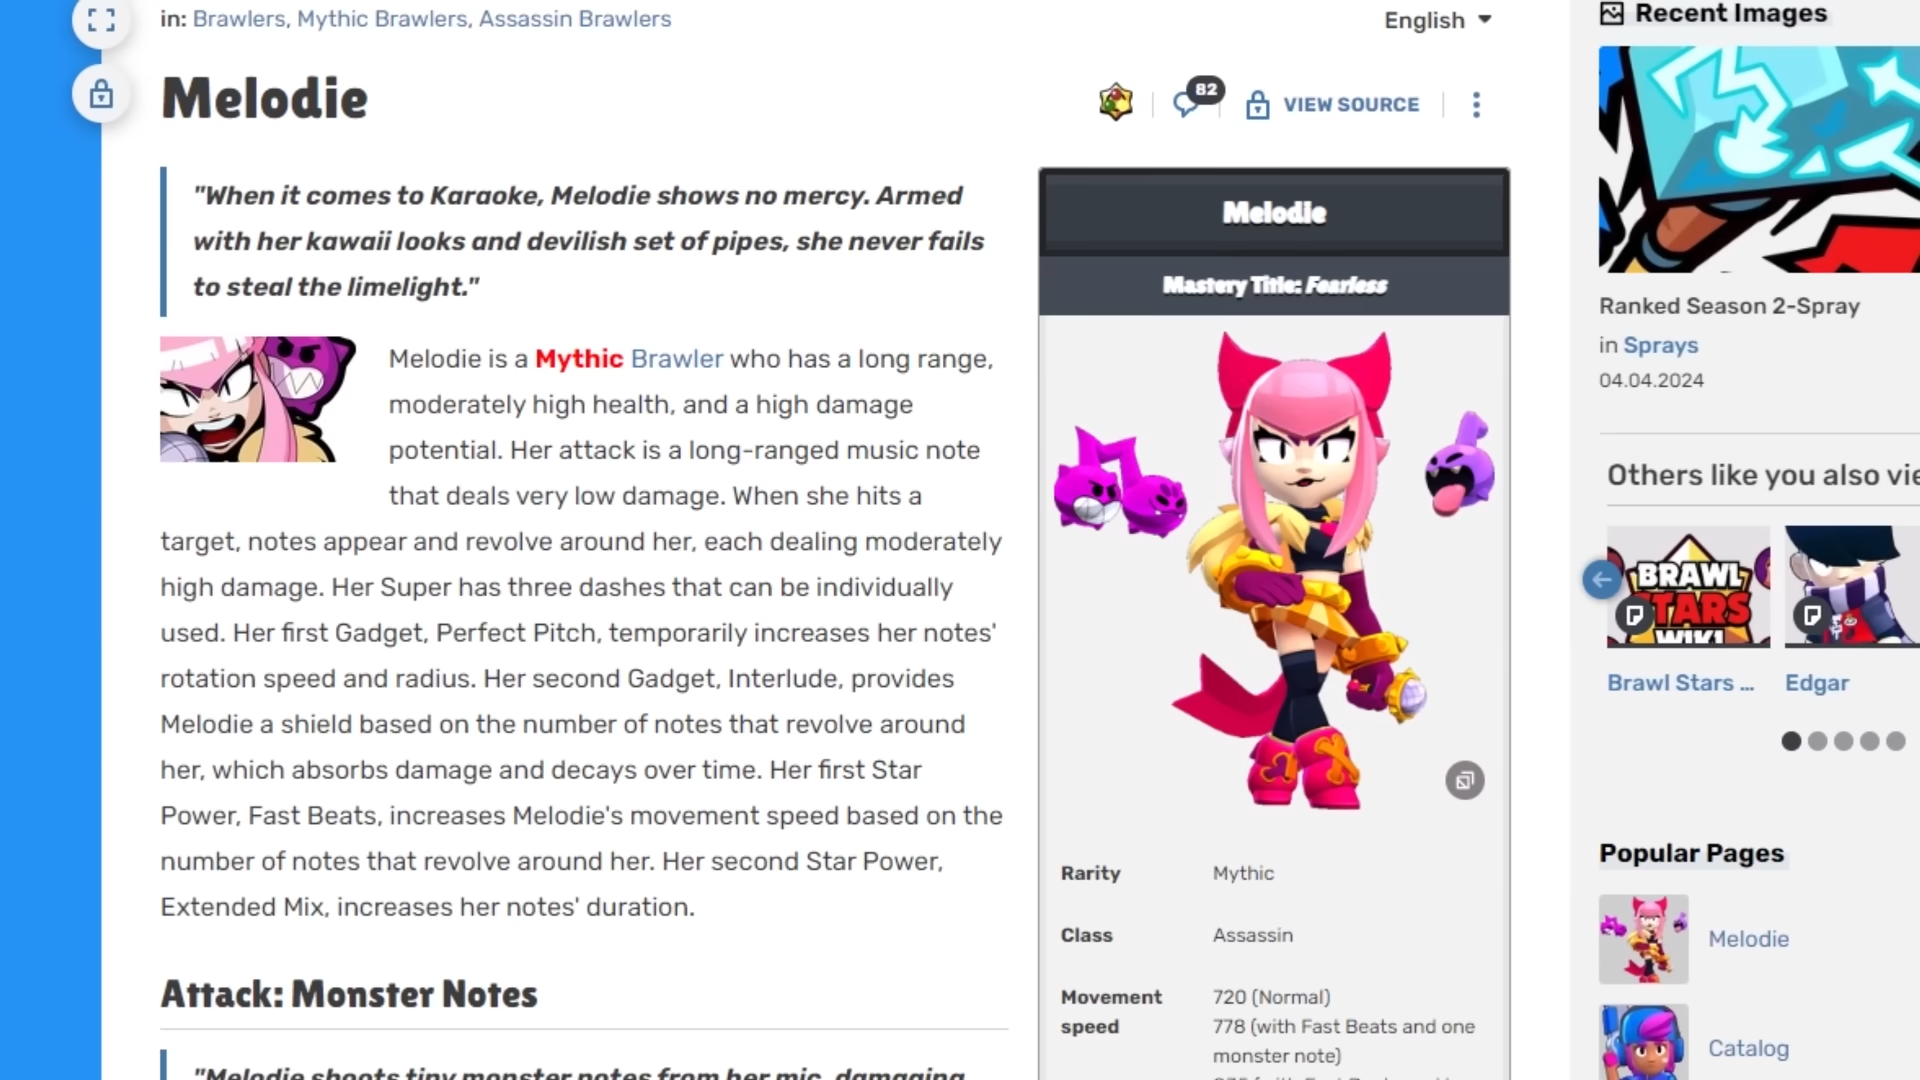 in: Brawlers, Mythic Brawlers, Assassin Brawlers
English
Melodie
82
VIEW SOURCE
"When it comes to Karaoke, Melodie shows no mercy. Armed
with her kawaii looks and devilish set of pipes, she never fails
to steal the limelight."
Melodie is a Mythic Brawler who has a long range,
moderately high health, and a high damage
potential. Her attack is a long-ranged music note
that deals very low damage. When she hits a
target, notes appear and revolve around her, each dealing moderately
high damage. Her Super has three dashes that can be individually
used. Her first Gadget, Perfect Pitch, temporarily increases her notes'
rotation speed and radius. Her second Gadget, Interlude, provides
Melodie a shield based on the number of notes that revolve around
her, which absorbs damage and decays over time. Her first Star
Power, Fast Beats, increases Melodie's movement speed based on the
number of notes that revolve around her. Her second Star Power,
Extended Mix, increases her notes' duration.
Attack: Monster Notes
"Melodie shoots tiny monster notes from her mic, damaging
Melodie
Mastery Title: Fearless
Rarity Mythic
Class Assassin
Movement speed 720 (Normal)
778 (with Fast Beats and one
monster note)
Recent Images
Ranked Season 2-Spray
in Sprays
04.04.2024
Others like you also vie
BRAWL
STARS
WIKI
Brawl Stars ...
Edgar
Popular Pages
Melodie
Catalog